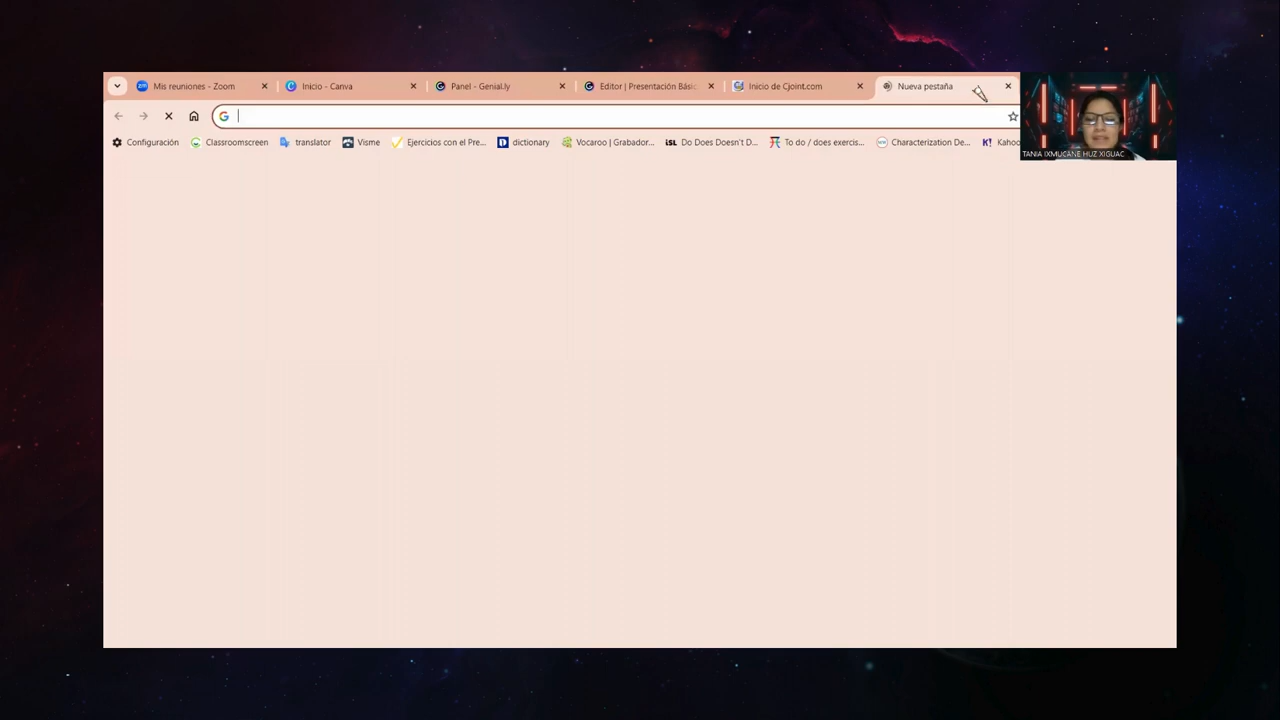 Mis reuniones - Zoom
Inicio - Canva
Panel - Genial.ly
Editor | Presentación Básic
Inicio de Cjoint.com
Nueva pestaña
Configuración
Classroomscreen
translator
Visme
Ejercicios con el Pre...
dictionary
Vocaroo | Grabador...
iSL Do Does Doesn't D...
To do / does exercis...
Characterization De...
K! Kahoo
TANIA IXMUCANE HUZ XIGUAC